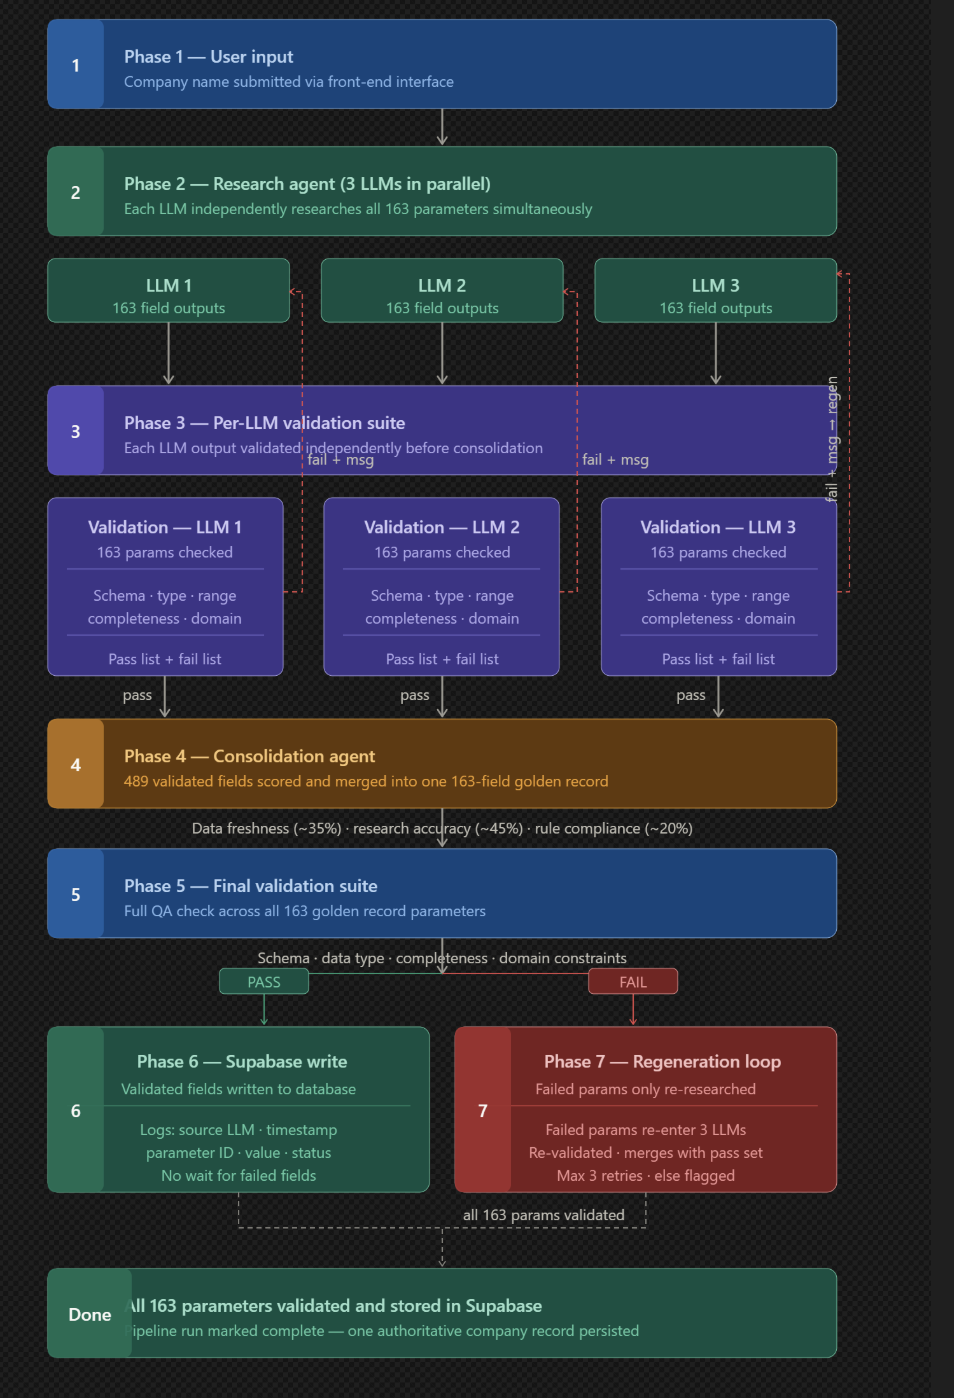 1
Phase 1 — User input
Company name submitted via front-end interface
2
Phase 2 — Research agent (3 LLMs in parallel)
Each LLM independently researches all 163 parameters simultaneously
LLM 1
163 field outputs
LLM 2
163 field outputs
LLM 3
163 field outputs
3
Phase 3 — Per-LLM validation suite
Each LLM output validated independently before consolidation
fail + msg
fail + msg
fail + msg → regen
Validation — LLM 1
163 params checked
Schema · type · range
completeness · domain
Pass list + fail list
Validation — LLM 2
163 params checked
Schema · type · range
completeness · domain
Pass list + fail list
Validation — LLM 3
163 params checked
Schema · type · range
completeness · domain
Pass list + fail list
pass
pass
pass
4
Phase 4 — Consolidation agent
489 validated fields scored and merged into one 163-field golden record
Data freshness (~35%) · research accuracy (~45%) · rule compliance (~20%)
5
Phase 5 — Final validation suite
Full QA check across all 163 golden record parameters
Schema · data type · completeness · domain constraints
PASS
FAIL
6
Phase 6 — Supabase write
Validated fields written to database
Logs: source LLM · timestamp
parameter ID · value · status
No wait for failed fields
7
Phase 7 — Regeneration loop
Failed params only re-researched
Failed params re-enter 3 LLMs
Re-validated · merges with pass set
Max 3 retries · else flagged
all 163 params validated
Done
All 163 parameters validated and stored in Supabase
Pipeline run marked complete — one authoritative company record persisted